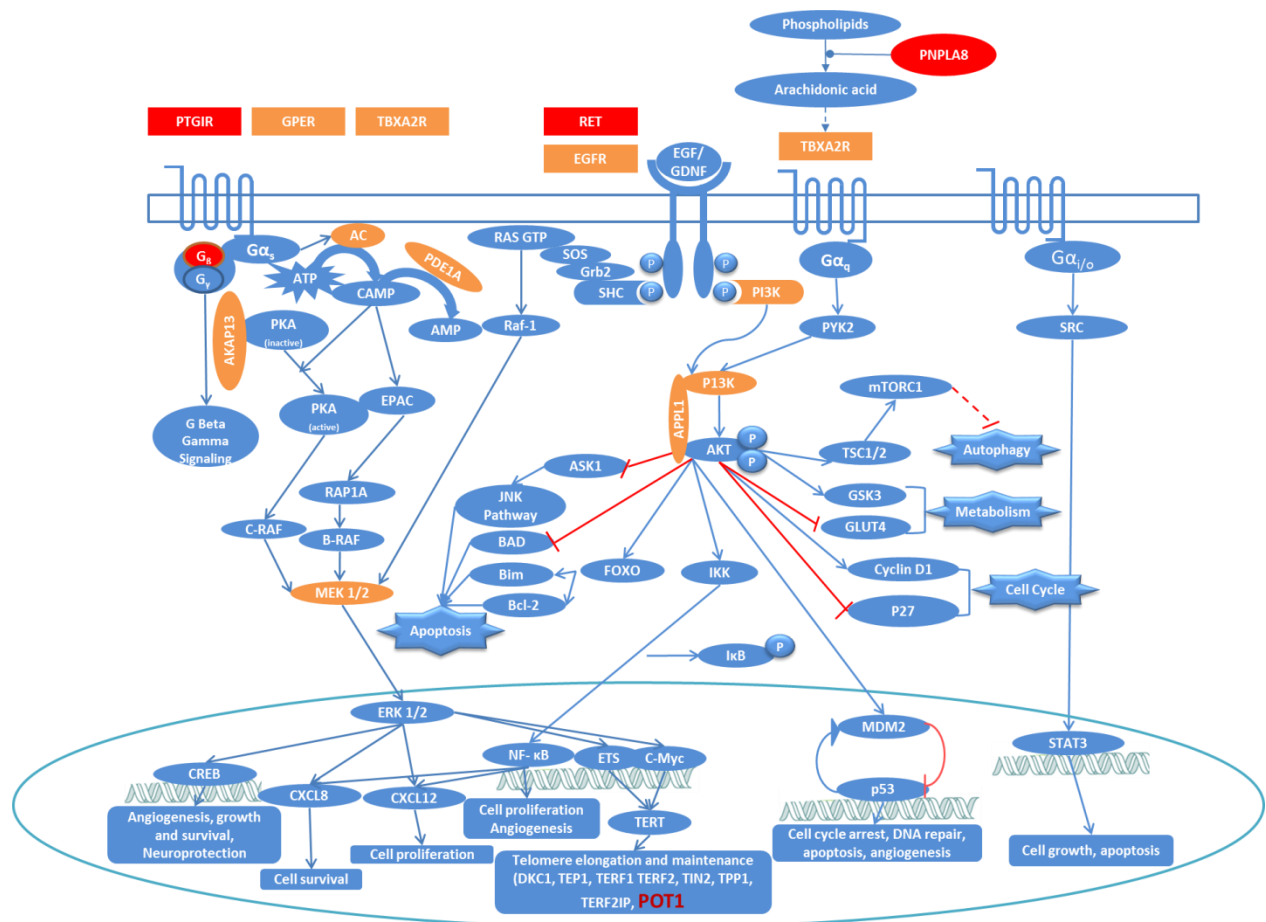 Phospholipids
PNPLA8
Arachidonic acid
PTGIR
GPER
TBXA2R
RET
EGFR
EGF/
GDNF
TBXA2R
Gß
Gγ
Gαs
AC
ATP
CAMP
PDE1A
AMP
RAS GTP
SOS
Grb2
SHC
P
P
P
P
PI3K
Gαq
Gαi/o
AKAP13
PKA
(inactive)
Raf-1
PYK2
SRC
PKA
(active)
EPAC
G Beta
Gamma
Signaling
P13K
APPL1
AKT
P
P
mTORC1
TSC1/2
Autophagy
ASK1
JNK
Pathway
GSK3
GLUT4
Metabolism
RAP1A
C-RAF
B-RAF
BAD
MEK 1/2
Bim
Bcl-2
FOXO
IKK
Cyclin D1
P27
Cell Cycle
Apoptosis
IκB
P
ERK 1/2
MDM2
STAT3
NF- κB
ETS
C-Myc
CREB
CXCL8
CXCL12
p53
TERT
Angiogenesis, growth
and survival,
Neuroprotection
Cell survival
Cell proliferation
Cell proliferation
Angiogenesis
Telomere elongation and maintenance
(DKC1, TEP1, TERF1 TERF2, TIN2, TPP1,
TERF2IP, POT1
Cell cycle arrest, DNA repair,
apoptosis, angiogenesis
Cell growth, apoptosis